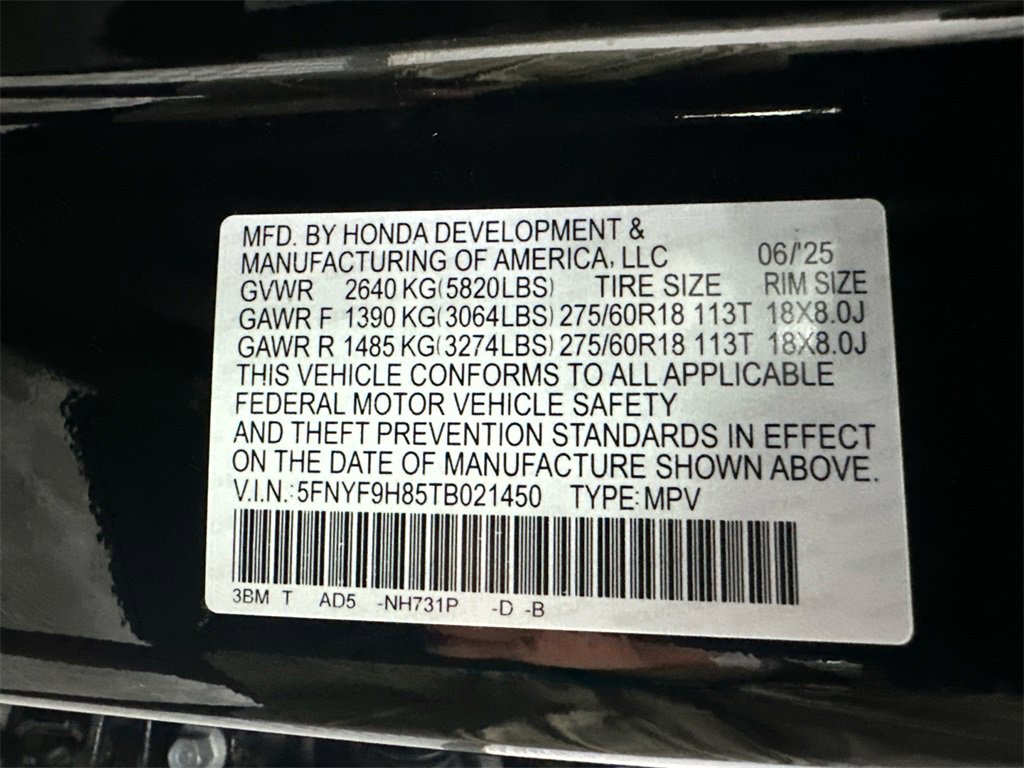 MFD. BY HONDA DEVELOPMENT &
MANUFACTURING OF AMERICA, LLC 06/'25
GVWR 2640 KG(5820LBS) TIRE SIZE RIM SIZE
GAWR F 1390 KG(3064LBS) 275/60R18 113T 18X8.0J
GAWR R 1485 KG(3274LBS) 275/60R18 113T 18X8.0J
THIS VEHICLE CONFORMS TO ALL APPLICABLE
FEDERAL MOTOR VEHICLE SAFETY
AND THEFT PREVENTION STANDARDS IN EFFECT
ON THE DATE OF MANUFACTURE SHOWN ABOVE.
V.I.N.: 5FNYF9H85TB021450 TYPE: MPV
3BM T AD5 -NH731P -D -B